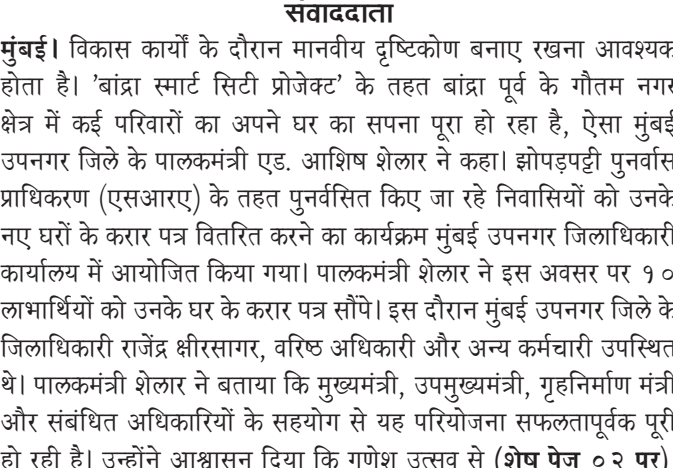 संवाददाता
मुंबई। विकास कार्यों के दौरान मानवीय दृष्टिकोण बनाए रखना आवश्यक
होता है। 'बांद्रा स्मार्ट सिटी प्रोजेक्ट' के तहत बांद्रा पूर्व के गौतम नगर
क्षेत्र में कई परिवारों का अपने घर का सपना पूरा हो रहा है, ऐसा मुंबई
उपनगर जिले के पालकमंत्री एड. आशिष शेलार ने कहा। झोपड़पट्टी पुनर्वास
प्राधिकरण (एसआरए) के तहत पुनर्वसित किए जा रहे निवासियों को उनके
नए घरों के करार पत्र वितरित करने का कार्यक्रम मुंबई उपनगर जिलाधिकारी
कार्यालय में आयोजित किया गया। पालकमंत्री शेलार ने इस अवसर पर १०
लाभार्थियों को उनके घर के करार पत्र सौंपे। इस दौरान मुंबई उपनगर जिले के
जिलाधिकारी राजेंद्र क्षीरसागर, वरिष्ठ अधिकारी और अन्य कर्मचारी उपस्थित
थे। पालकमंत्री शेलार ने बताया कि मुख्यमंत्री, उपमुख्यमंत्री, गृहनिर्माण मंत्री
और संबंधित अधिकारियों के सहयोग से यह परियोजना सफलतापूर्वक पूरी
हो रही है। उन्होंने आश्वासन दिया कि गणेश उत्सव से (शेष पेज ०२ पर)